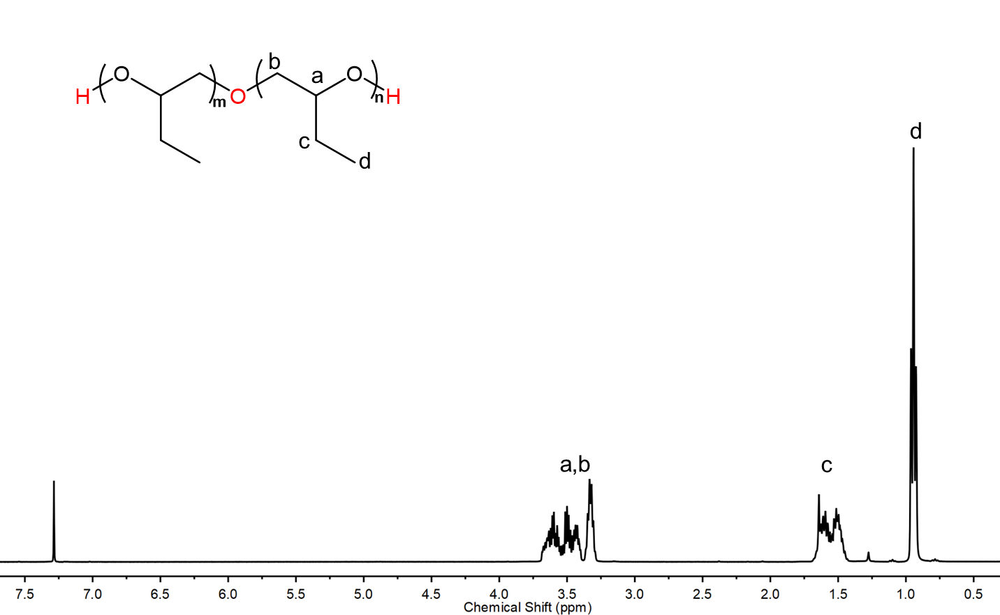 b
a
H ( O ) m O ( O ) n H
c
d
d
a,b
c
7.5 7.0 6.5 6.0 5.5 5.0 4.5 4.0 3.5 3.0 2.5 2.0 1.5 1.0 0.5
Chemical Shift (ppm)